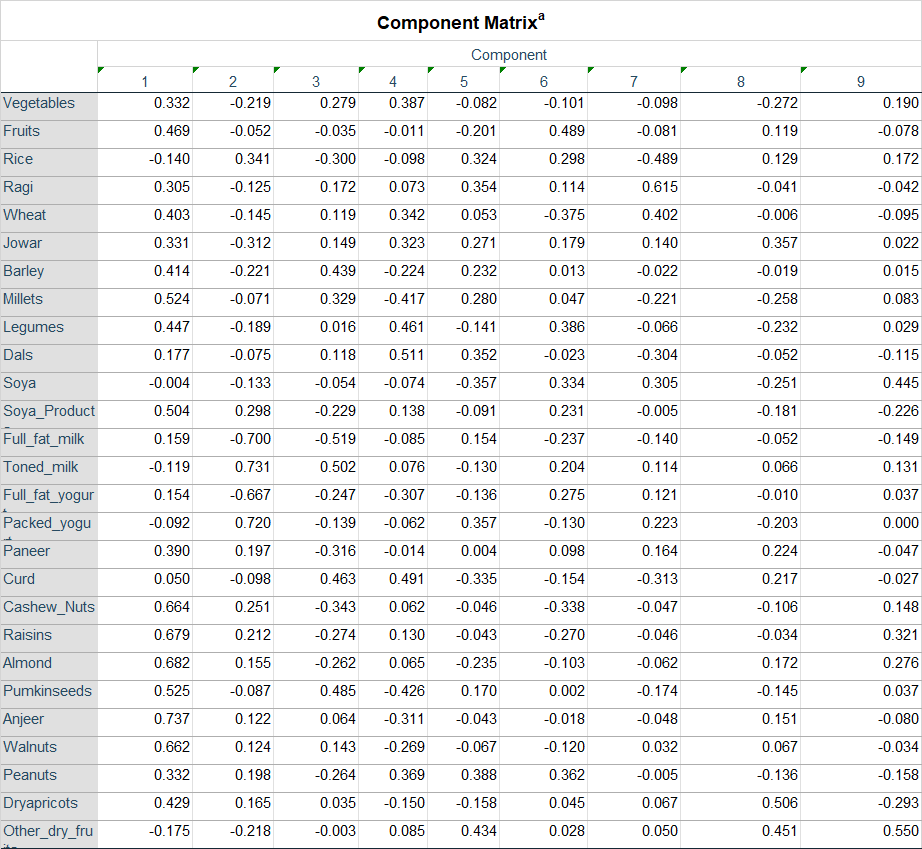 Component Matrixa
Component
1 2 3 4 5 6 7 8 9
Vegetables 0.332 -0.219 0.279 0.387 -0.082 -0.101 -0.098 -0.272 0.190
Fruits 0.469 -0.052 -0.035 -0.011 -0.201 0.489 -0.081 0.119 -0.078
Rice -0.140 0.341 -0.300 -0.098 0.324 0.298 -0.489 0.129 0.172
Ragi 0.305 -0.125 0.172 0.073 0.354 0.114 0.615 -0.041 -0.042
Wheat 0.403 -0.145 0.119 0.342 0.053 -0.375 0.402 -0.006 -0.095
Jowar 0.331 -0.312 0.149 0.323 0.271 0.179 0.140 0.357 0.022
Barley 0.414 -0.221 0.439 -0.224 0.232 0.013 -0.022 -0.019 0.015
Millets 0.524 -0.071 0.329 -0.417 0.280 0.047 -0.221 -0.258 0.083
Legumes 0.447 -0.189 0.016 0.461 -0.141 0.386 -0.066 -0.232 0.029
Dals 0.177 -0.075 0.118 0.511 0.352 -0.023 -0.304 -0.052 -0.115
Soya -0.004 -0.133 -0.054 -0.074 -0.357 0.334 0.305 -0.251 0.445
Soya_Product 0.504 0.298 -0.229 0.138 -0.091 0.231 -0.005 -0.181 -0.226
Full_fat_milk 0.159 -0.700 -0.519 -0.085 0.154 -0.237 -0.140 -0.052 -0.149
Toned_milk -0.119 0.731 0.502 0.076 -0.130 0.204 0.114 0.066 0.131
Full_fat_yogur 0.154 -0.667 -0.247 -0.307 -0.136 0.275 0.121 -0.010 0.037
Packed_yogu -0.092 0.720 -0.139 -0.062 0.357 -0.130 0.223 -0.203 0.000
Paneer 0.390 0.197 -0.316 -0.014 0.004 0.098 0.164 0.224 -0.047
Curd 0.050 -0.098 0.463 0.491 -0.335 -0.154 -0.313 0.217 -0.027
Cashew_Nuts 0.664 0.251 -0.343 0.062 -0.046 -0.338 -0.047 -0.106 0.148
Raisins 0.679 0.212 -0.274 0.130 -0.043 -0.270 -0.046 -0.034 0.321
Almond 0.682 0.155 -0.262 0.065 -0.235 -0.103 -0.062 0.172 0.276
Pumkinseeds 0.525 -0.087 0.485 -0.426 0.170 0.002 -0.174 -0.145 0.037
Anjeer 0.737 0.122 0.064 -0.311 -0.043 -0.018 -0.048 0.151 -0.080
Walnuts 0.662 0.124 0.143 -0.269 -0.067 -0.120 0.032 0.067 -0.034
Peanuts 0.332 0.198 -0.264 0.369 0.388 0.362 -0.005 -0.136 -0.158
Dryapricots 0.429 0.165 0.035 -0.150 -0.158 0.045 0.067 0.506 -0.293
Other_dry_fru -0.175 -0.218 -0.003 0.085 0.434 0.028 0.050 0.451 0.550